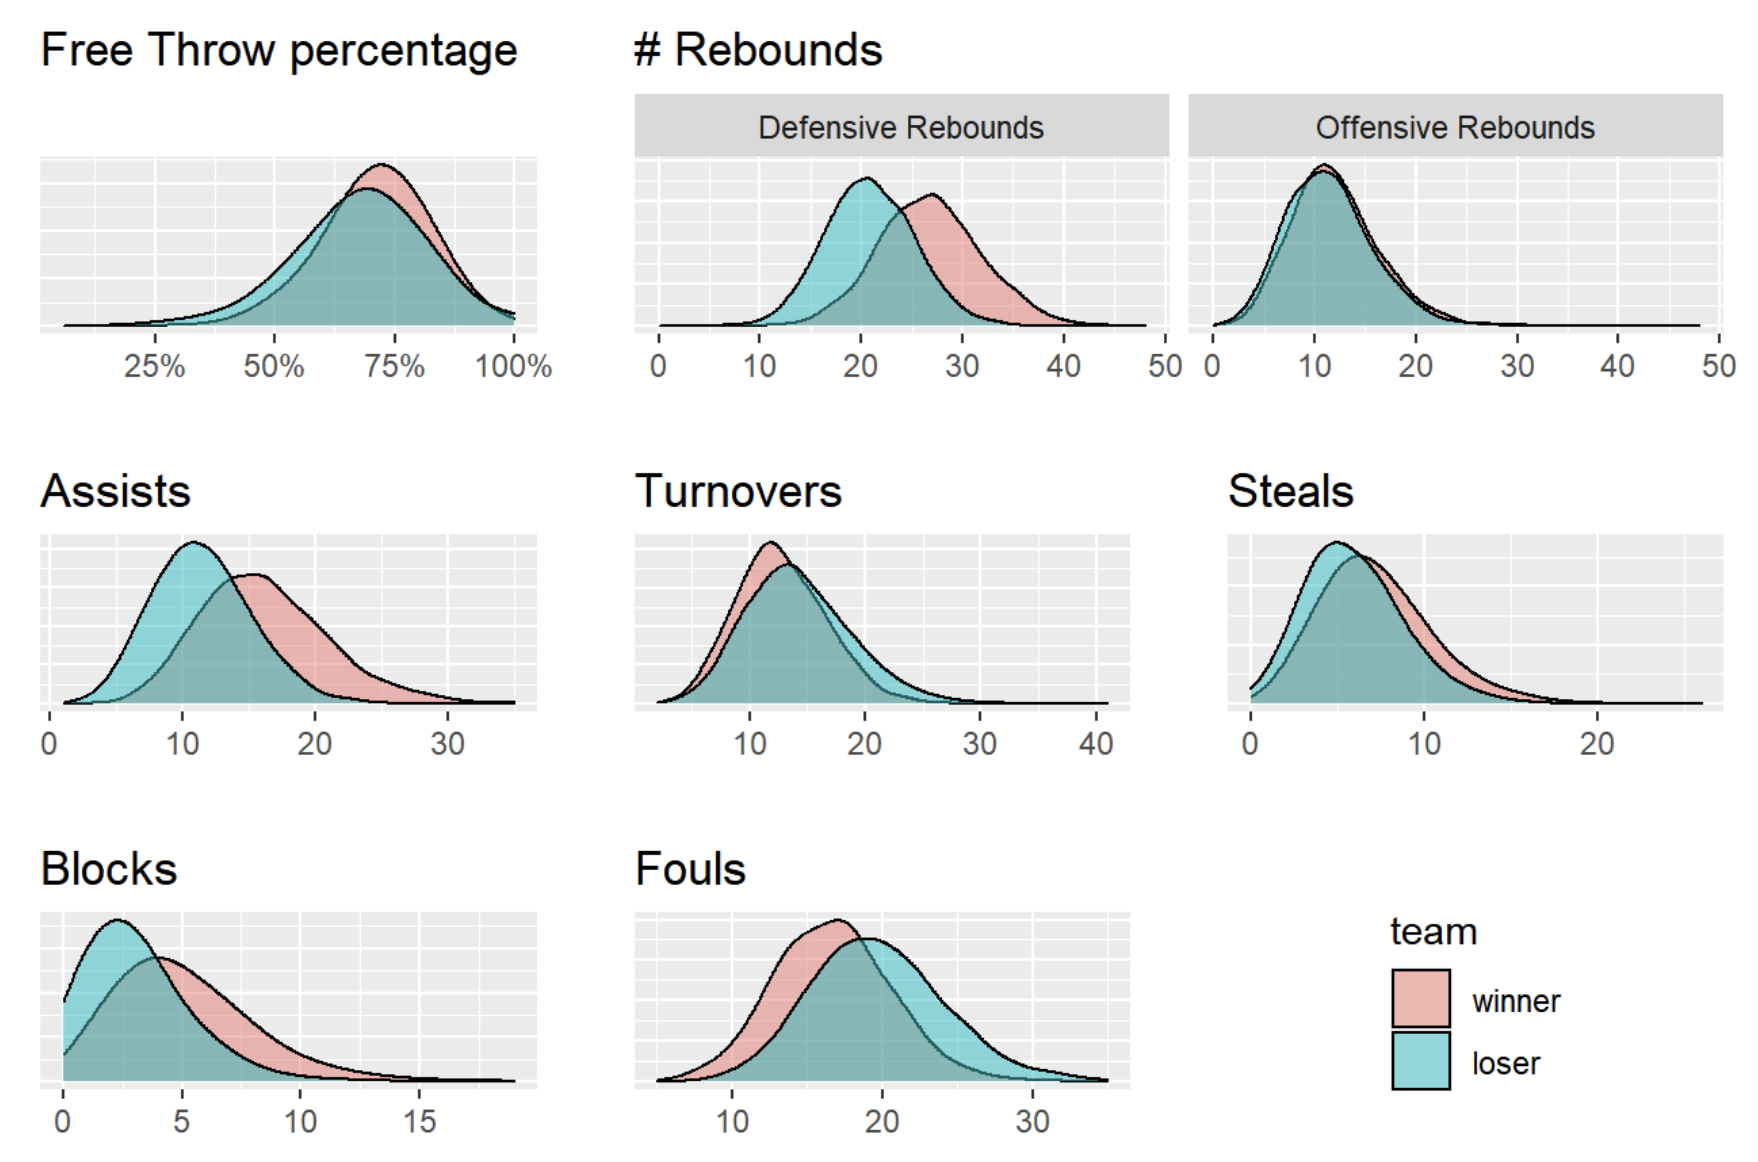 Free Throw percentage
# Rebounds
Defensive Rebounds
Offensive Rebounds
25% 50% 75% 100%
0 10 20 30 40 50
0 10 20 30 40 50
Assists
Turnovers
Steals
0 10 20 30
10 20 30 40
0 10 20
Blocks
Fouls
0 5 10 15
10 20 30
team
winner
loser